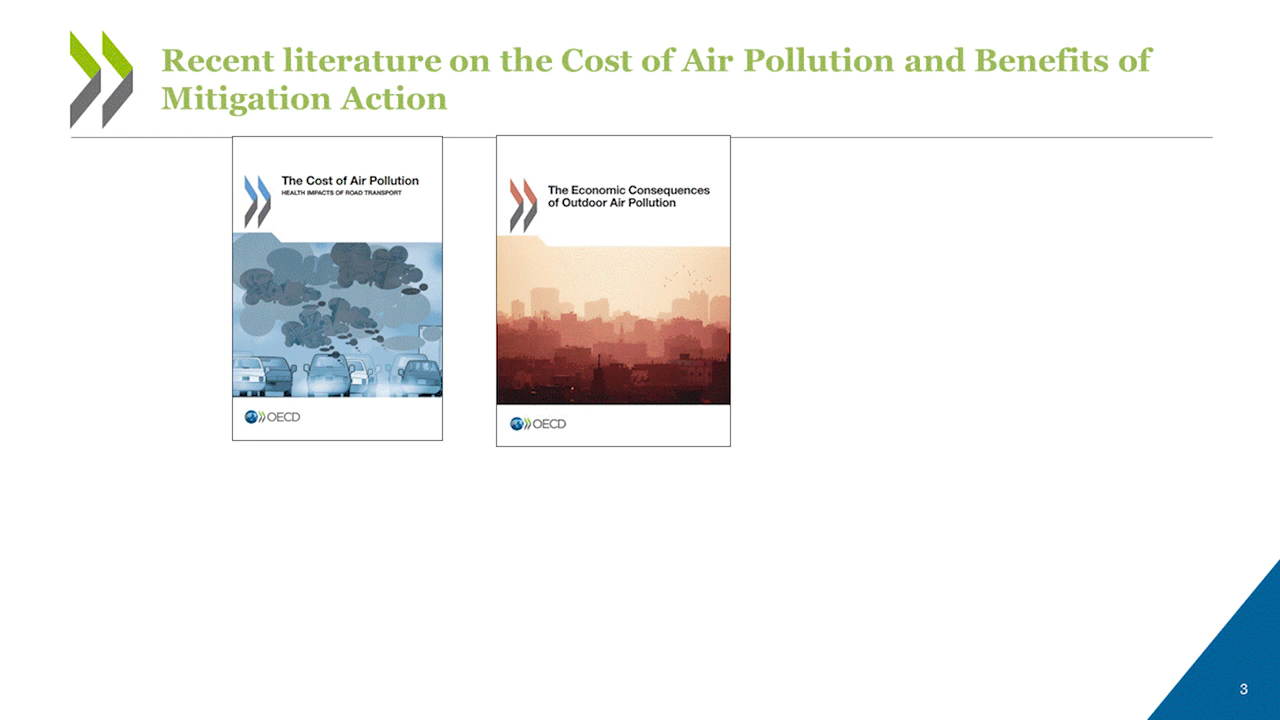 Recent literature on the Cost of Air Pollution and Benefits of
Mitigation Action
The Cost of Air Pollution
HEALTH IMPACTS OF ROAD TRANSPORT
OECD
The Economic Consequences
of Outdoor Air Pollution
OECD
3